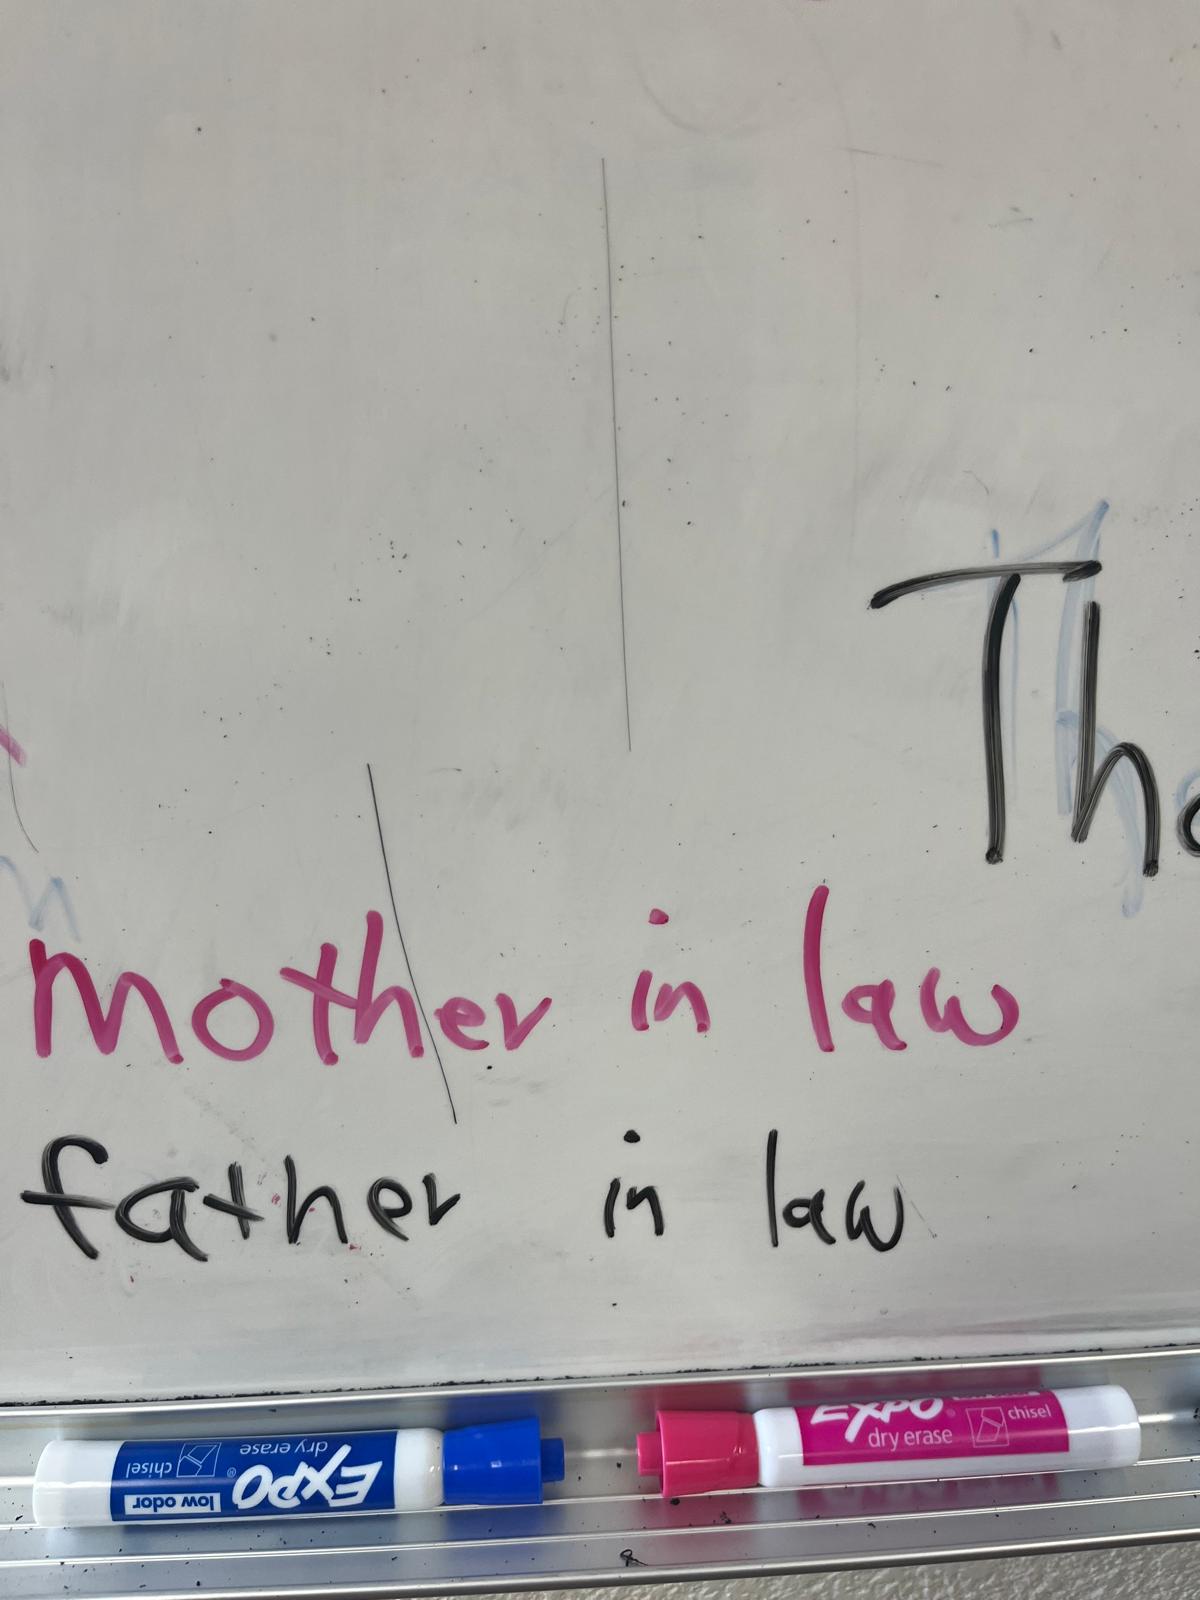 Th
mother in law
father in law
EXPO low odor dry erase chisel
EXPO dry erase chisel